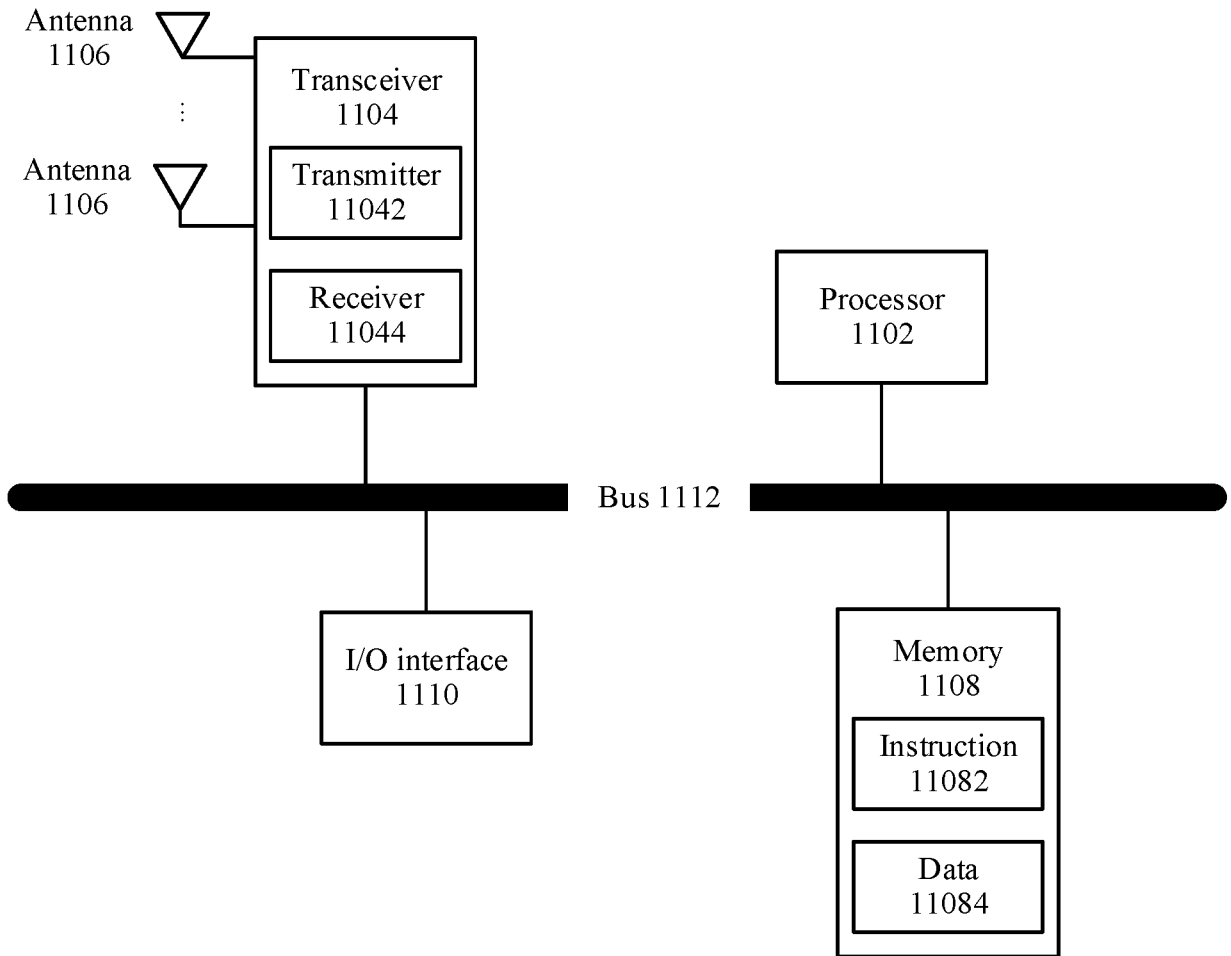 Antenna
1106
⋮
Antenna
1106
Transceiver
1104
Transmitter
11042
Receiver
11044
Processor
1102
Bus 1112
I/O interface
1110
Memory
1108
Instruction
11082
Data
11084